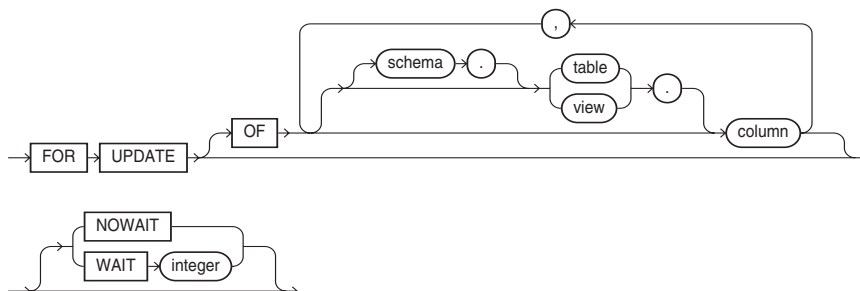 ,
schema . table
view .
OF column
FOR UPDATE
NOWAIT
WAIT integer